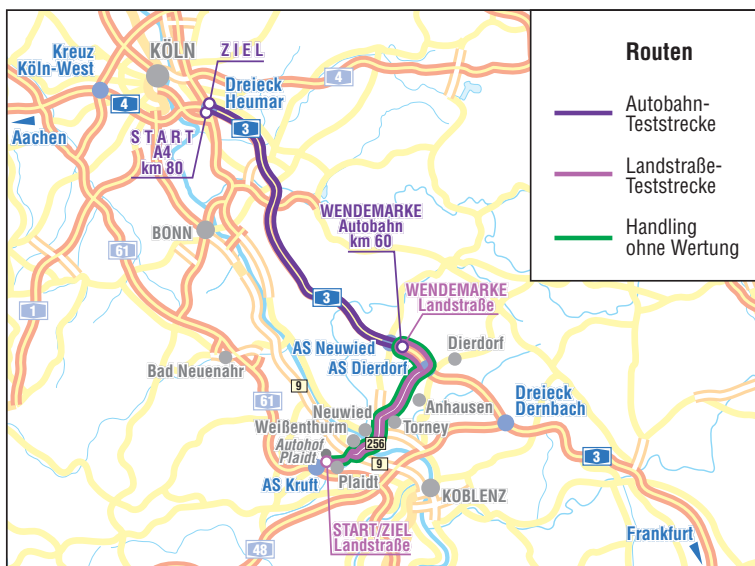 Kreuz
Köln-West
KÖLN
ZIEL
Dreieck
Heumar
4
4
Aachen
START
A4
km 80
3
WENDEMARKE
Autobahn
km 60
BONN
61
1
3
WENDEMARKE
Landstraße
AS Neuwied
AS Dierdorf
Dierdorf
Bad Neuenahr
9
61
Neuwied
Weißenthurm
Anhausen
Torney
Dreieck
Dernbach
256
Autohof
Plaidt
9
AS Kruft
Plaidt
KOBLENZ
3
START/ZIEL
Landstraße
48
Frankfurt
Routen
Autobahn-
Teststrecke
Landstraße-
Teststrecke
Handling
ohne Wertung